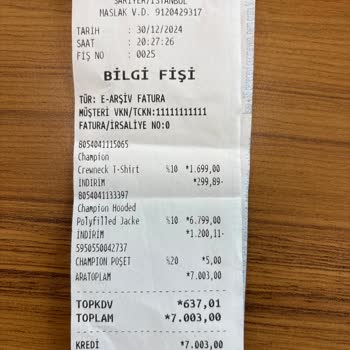 SARIYER/İSTANBUL
MASLAK V.D. 9120429317
TARİH : 30/12/2024
SAAT : 20:27:26
FİŞ NO : 0025
BİLGİ FİŞİ
TÜR: E-ARŞİV FATURA
MÜŞTERİ VKN/TCKN:11111111111
FATURA/İRSALİYE NO:0
8054041115065
Champion
Crewneck T-Shirt %10 *1.699,00
İNDİRİM *299,89-
8054041133397
Champion Hooded
Polyfilled Jacke %10 *6.799,00
İNDİRİM *1.200,11-
5950550042737
CHAMPION POŞET %20 *5,00
ARATOPLAM *7.003,00
TOPKDV *637,01
TOPLAM *7.003,00
KREDİ *7.003,00